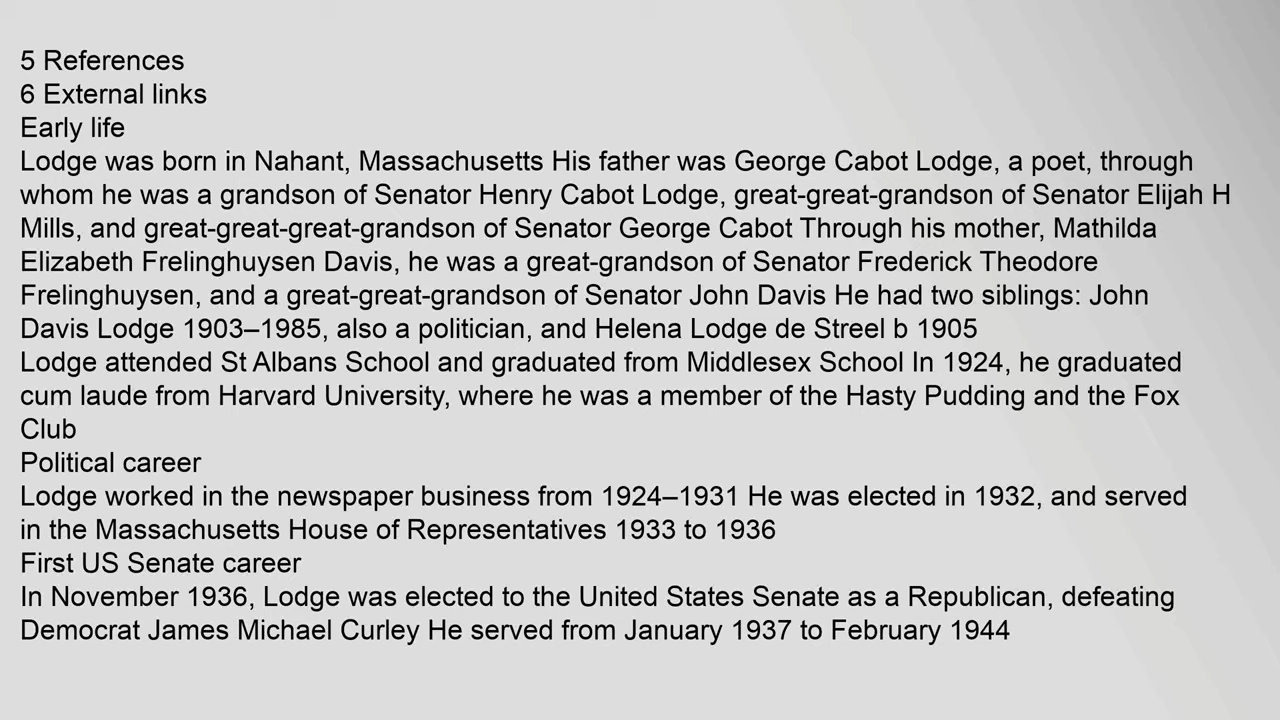 5 References
6 External links
Early life
Lodge was born in Nahant, Massachusetts His father was George Cabot Lodge, a poet, through
whom he was a grandson of Senator Henry Cabot Lodge, great-great-grandson of Senator Elijah H
Mills, and great-great-great-grandson of Senator George Cabot Through his mother, Mathilda
Elizabeth Frelinghuysen Davis, he was a great-grandson of Senator Frederick Theodore
Frelinghuysen, and a great-great-grandson of Senator John Davis He had two siblings: John
Davis Lodge 1903–1985, also a politician, and Helena Lodge de Streel b 1905
Lodge attended St Albans School and graduated from Middlesex School In 1924, he graduated
cum laude from Harvard University, where he was a member of the Hasty Pudding and the Fox
Club
Political career
Lodge worked in the newspaper business from 1924–1931 He was elected in 1932, and served
in the Massachusetts House of Representatives 1933 to 1936
First US Senate career
In November 1936, Lodge was elected to the United States Senate as a Republican, defeating
Democrat James Michael Curley He served from January 1937 to February 1944